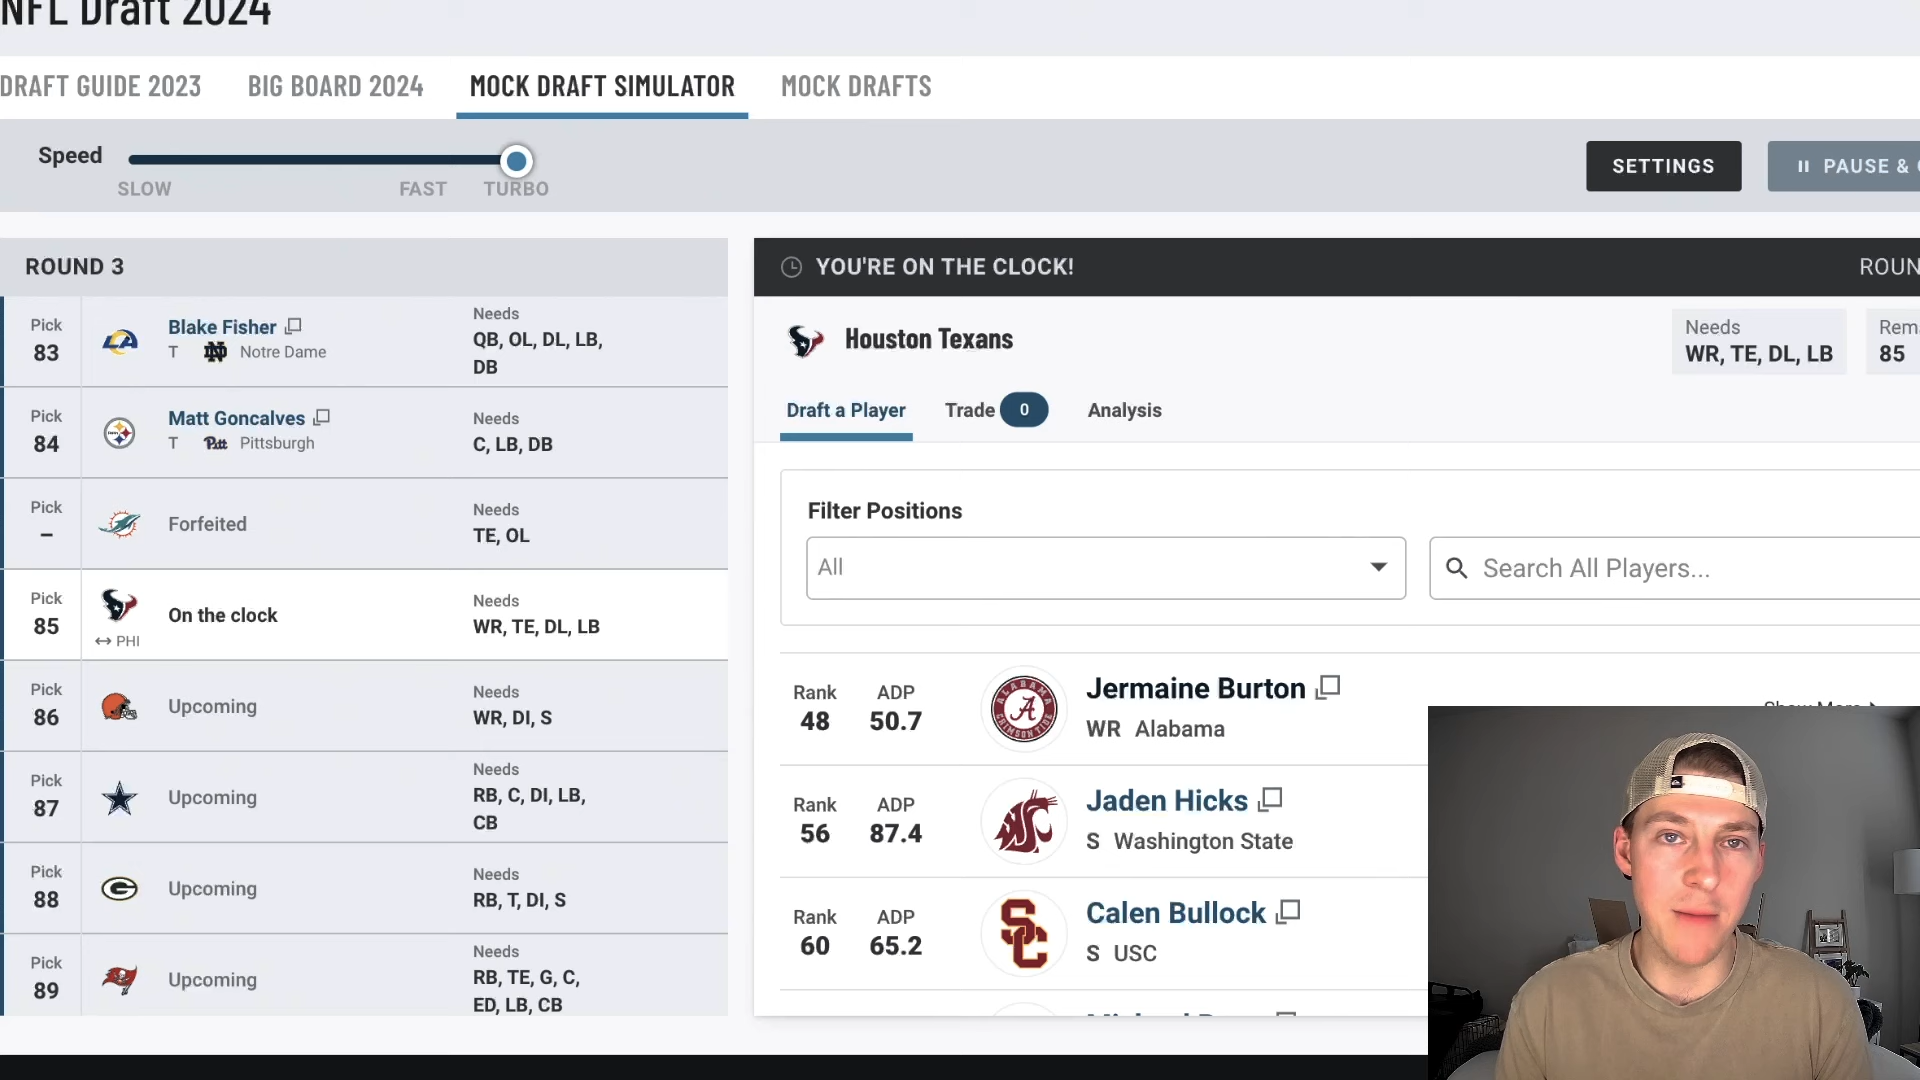 NFL Draft 2024
DRAFT GUIDE 2023 BIG BOARD 2024 MOCK DRAFT SIMULATOR MOCK DRAFTS
Speed
SLOW FAST TURBO
SETTINGS
PAUSE &
ROUND 3
Pick
83
Blake Fisher
T Notre Dame
Needs
QB, OL, DL, LB,
DB
Pick
84
Matt Goncalves
T Pitt Pittsburgh
Needs
C, LB, DB
Pick
–
Forfeited
Needs
TE, OL
Pick
85
PHI
On the clock
Needs
WR, TE, DL, LB
Pick
86
Upcoming
Needs
WR, DI, S
Pick
87
Upcoming
Needs
RB, C, DI, LB,
CB
Pick
88
Upcoming
Needs
RB, T, DI, S
Pick
89
Upcoming
Needs
RB, TE, G, C,
ED, LB, CB
YOU'RE ON THE CLOCK!
ROUN
Houston Texans
Needs
WR, TE, DL, LB
Rema
85
Draft a Player Trade 0 Analysis
Filter Positions
All
Search All Players...
Rank
48
ADP
50.7
ALABAMA
A
CRIMSON TIDE
Jermaine Burton
WR Alabama
Rank
56
ADP
87.4
Jaden Hicks
S Washington State
Rank
60
ADP
65.2
SC
Calen Bullock
S USC